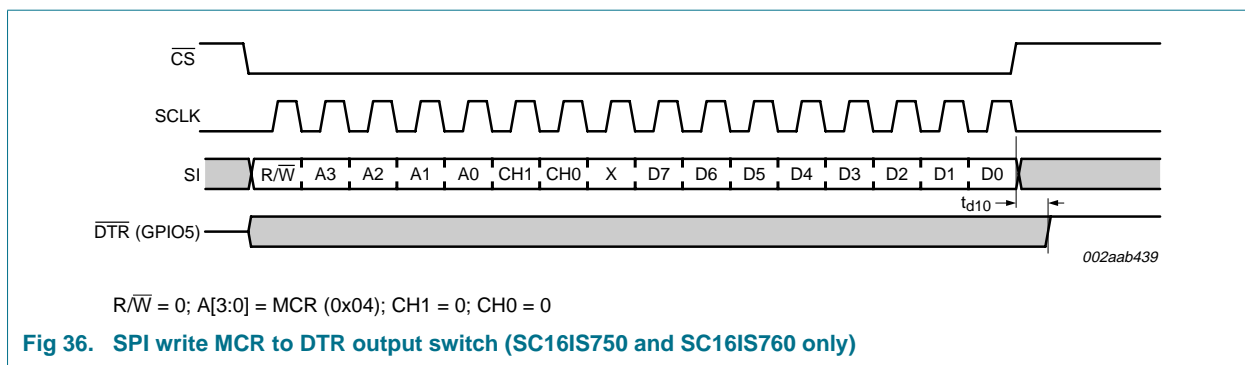 C̅S̅
SCLK
SI R/W̅ A3 A2 A1 A0 CH1 CH0 X D7 D6 D5 D4 D3 D2 D1 D0
td10
D̅T̅R̅ (GPIO5)
002aab439
R/W̅ = 0; A[3:0] = MCR (0x04); CH1 = 0; CH0 = 0
Fig 36. SPI write MCR to DTR output switch (SC16IS750 and SC16IS760 only)